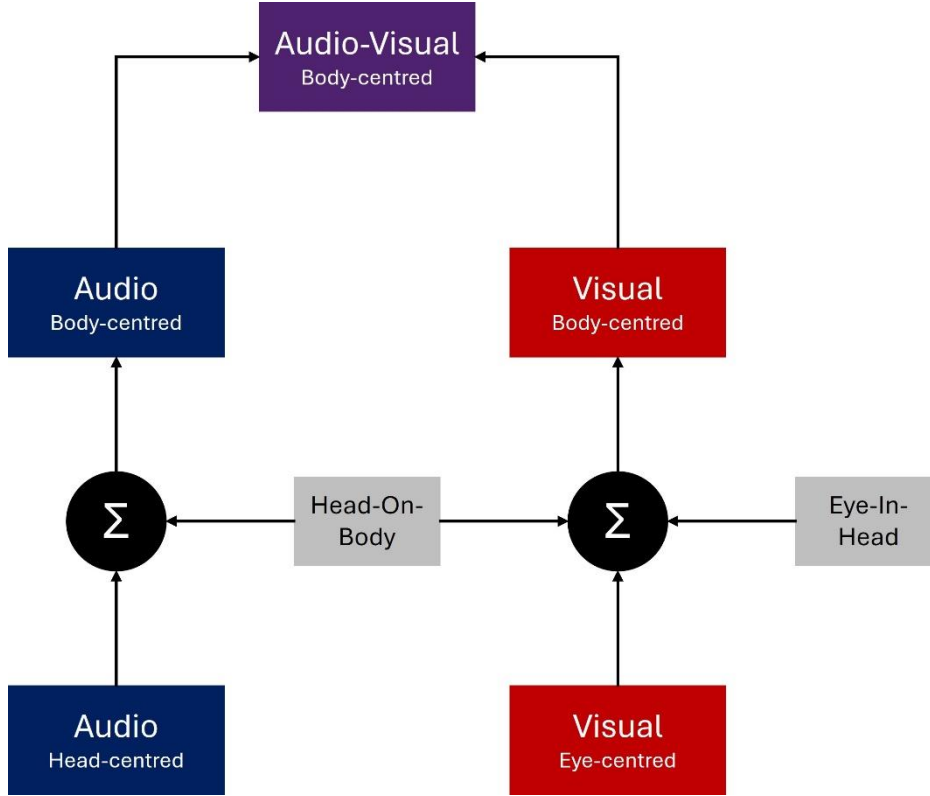 Audio-Visual
Body-centred
Audio
Body-centred
Visual
Body-centred
Σ
Head-On-
Body
Σ
Eye-In-
Head
Audio
Head-centred
Visual
Eye-centred